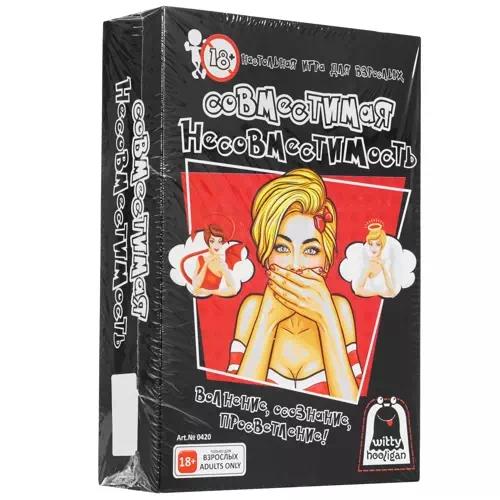 18+
настольная игра для взрослых
совместимая
Несовместимость
совместимая
Несовместимость
Волнение, осознание,
просветление!
Art.№ 0420
18+
только для
ВЗРОСЛЫХ
ADULTS ONLY
witty
hooligan